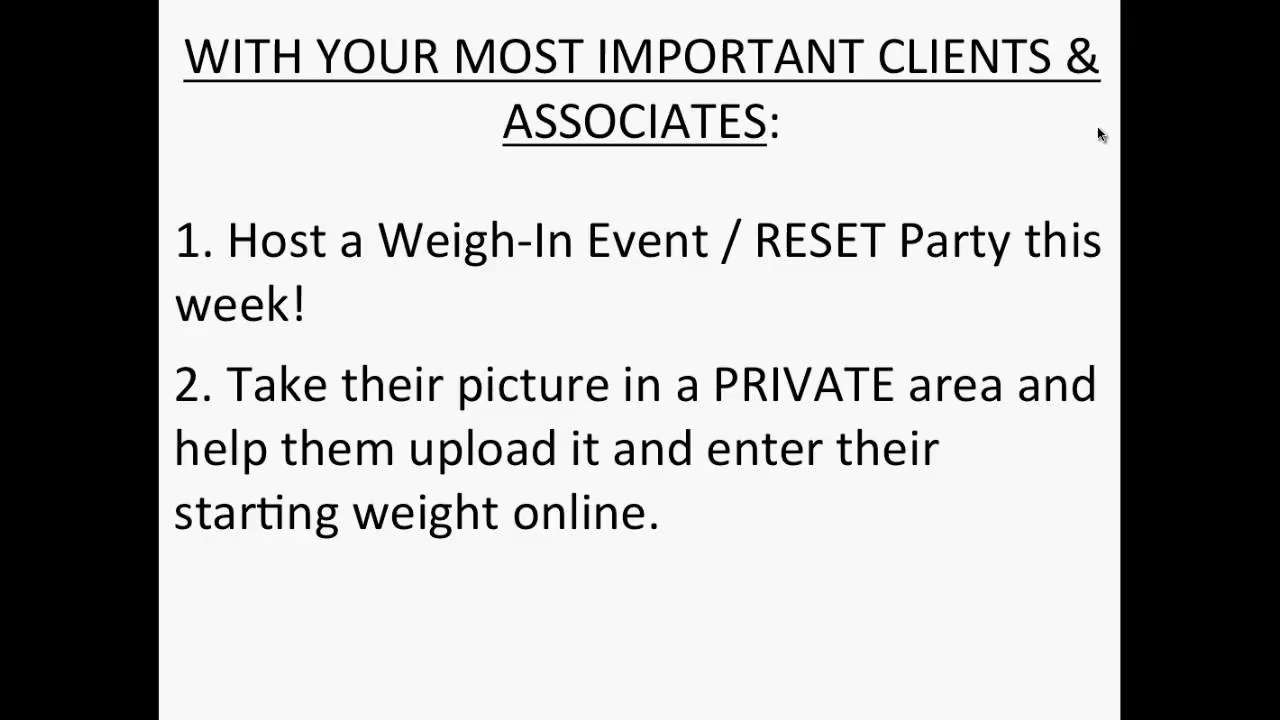 WITH YOUR MOST IMPORTANT CLIENTS &
ASSOCIATES:
1. Host a Weigh-In Event / RESET Party this
week!
2. Take their picture in a PRIVATE area and
help them upload it and enter their
starting weight online.